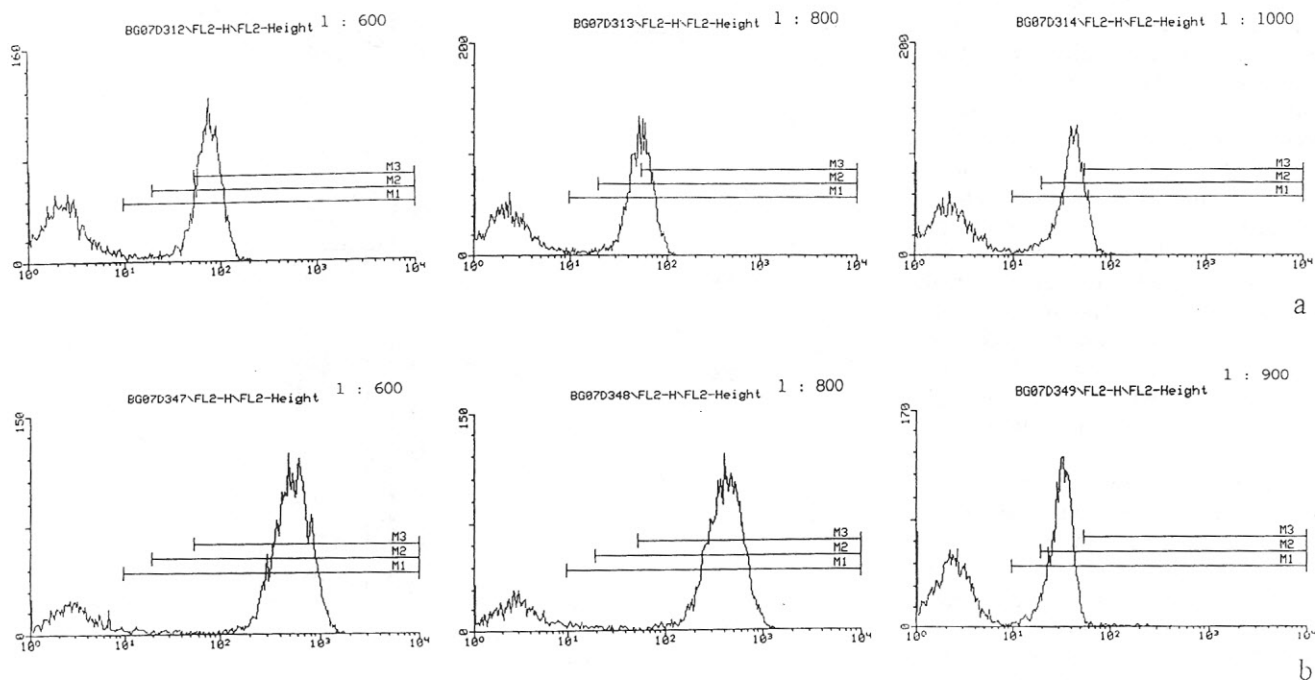 BG07D312\FL2-H\FL2-Height 1 : 600
160
M3
M2
M1
0
10⁰ 10¹ 10² 10³ 10⁴
BG07D313\FL2-H\FL2-Height 1 : 800
200
M3
M2
M1
0
10⁰ 10¹ 10² 10³ 10⁴
BG07D314\FL2-H\FL2-Height 1 : 1000
200
M3
M2
M1
0
10⁰ 10¹ 10² 10³ 10⁴
a
BG07D347\FL2-H\FL2-Height 1 : 600
150
M3
M2
M1
0
10⁰ 10¹ 10² 10³ 10⁴
BG07D348\FL2-H\FL2-Height 1 : 800
150
M3
M2
M1
0
10⁰ 10¹ 10² 10³ 10⁴
BG07D349\FL2-H\FL2-Height 1 : 900
170
M3
M2
M1
0
10⁰ 10¹ 10² 10³ 10⁴
b